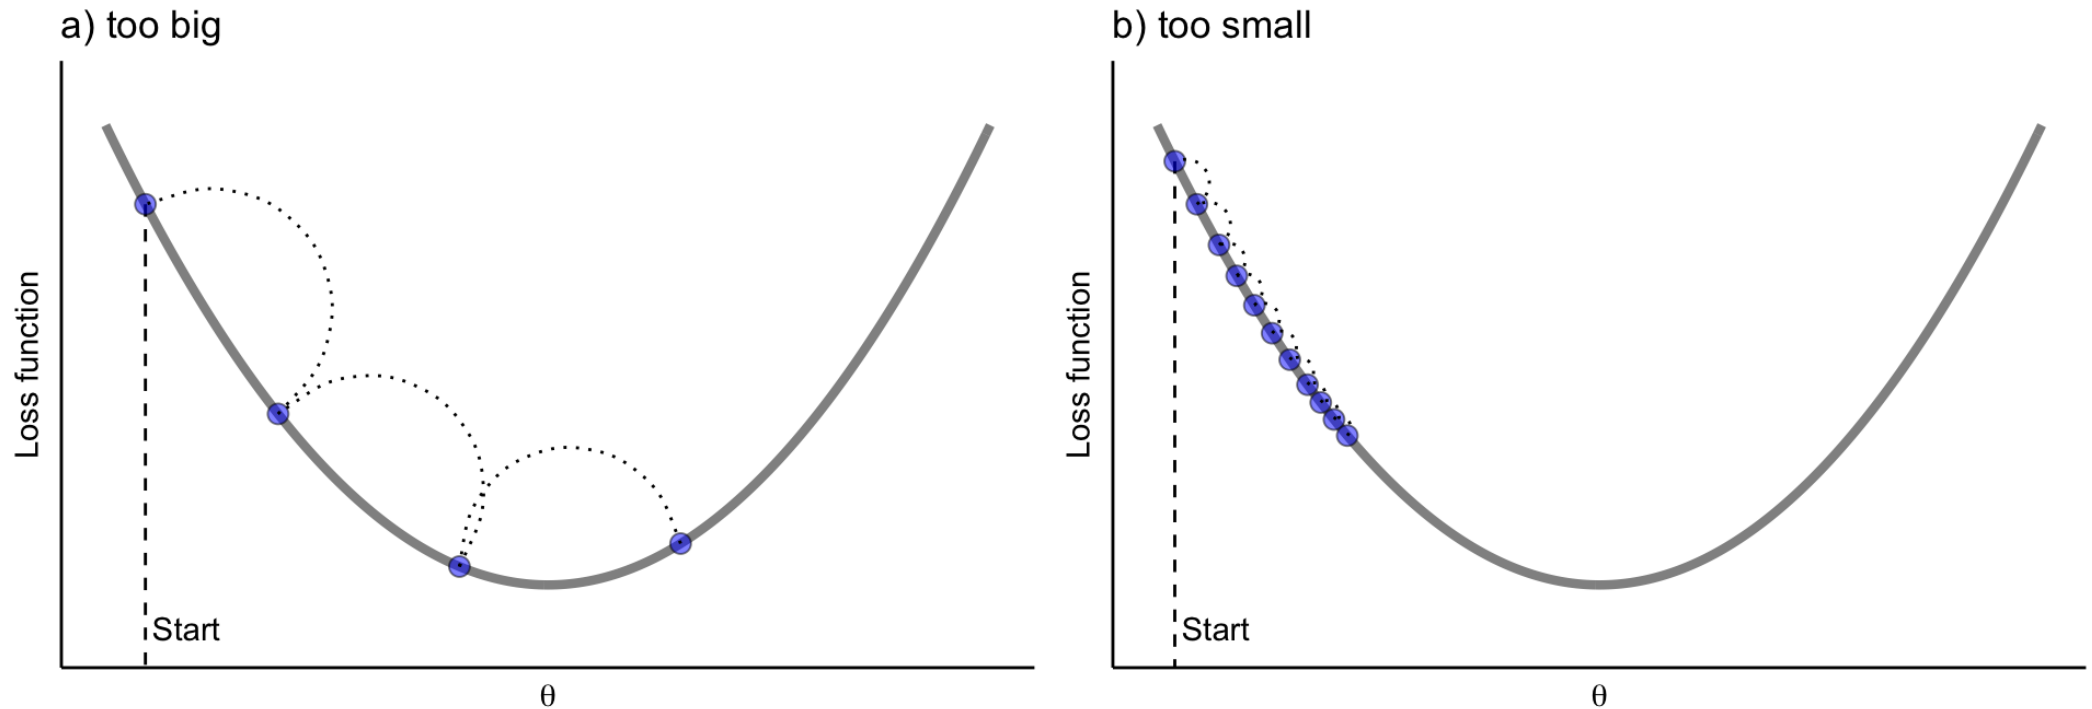 a) too big
Loss function
Start
θ
b) too small
Loss function
Start
θ